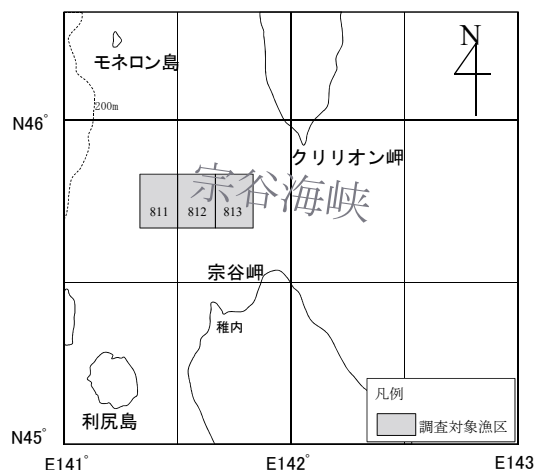 モネロン島
N
200m
N46°
クリリオン岬
宗谷海峡
811 812 813
宗谷岬
稚内
凡例
調査対象漁区
利尻島
N45°
E141° E142° E143